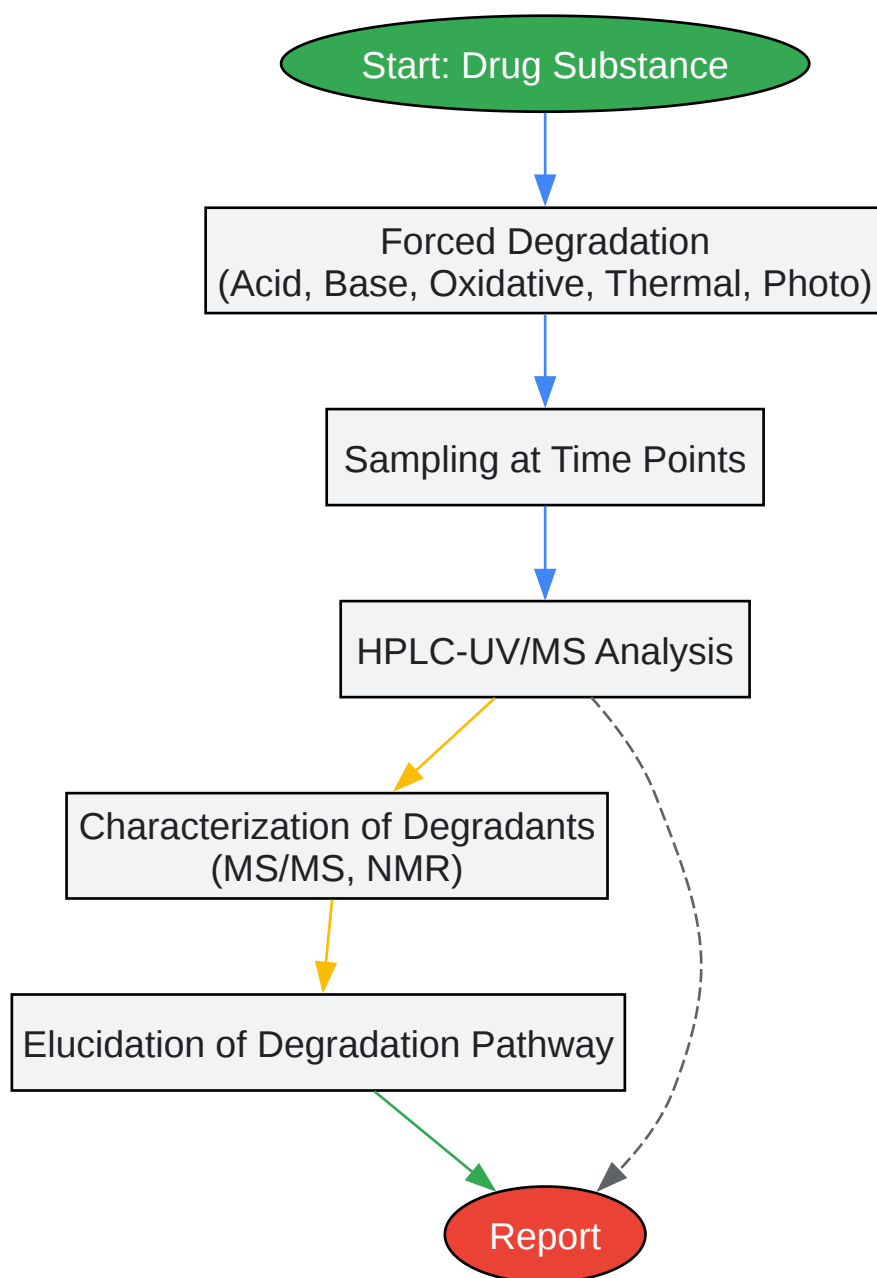 Start: Drug Substance
Forced Degradation
(Acid, Base, Oxidative, Thermal, Photo)
Sampling at Time Points
HPLC-UV/MS Analysis
Characterization of Degradants
(MS/MS, NMR)
Elucidation of Degradation Pathway
Report